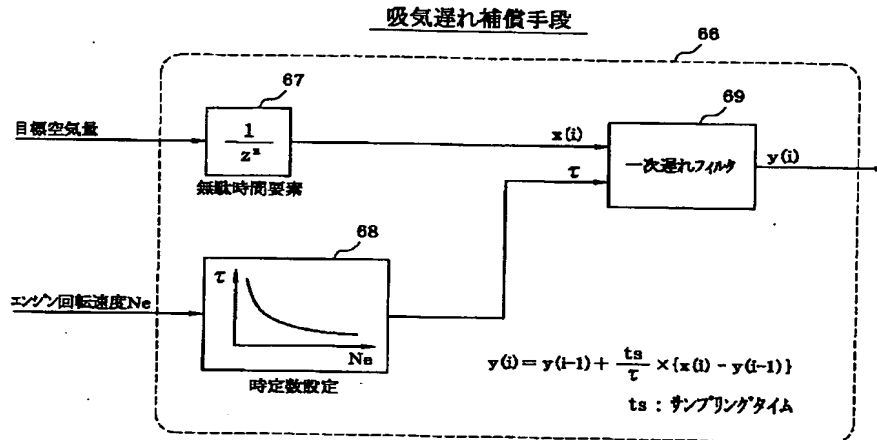 吸気遅れ補償手段
66
67
目標空気量
1
z^n
無駄時間要素
x(i)
69
一次遅れフィルタ
y(i)
τ
68
エンジン回転速度Ne
τ
Ne
時定数設定
y(i) = y(i-1) + ts/τ × {x(i) - y(i-1)}
ts : サンプリングタイム